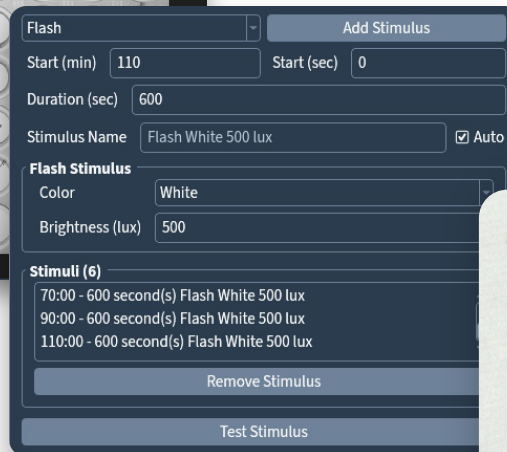 Flash
Add Stimulus
Start (min) 110 Start (sec) 0
Duration (sec) 600
Stimulus Name Flash White 500 lux Auto
Flash Stimulus
Color White
Brightness (lux) 500
Stimuli (6)
70:00 - 600 second(s) Flash White 500 lux
90:00 - 600 second(s) Flash White 500 lux
110:00 - 600 second(s) Flash White 500 lux
Remove Stimulus
Test Stimulus